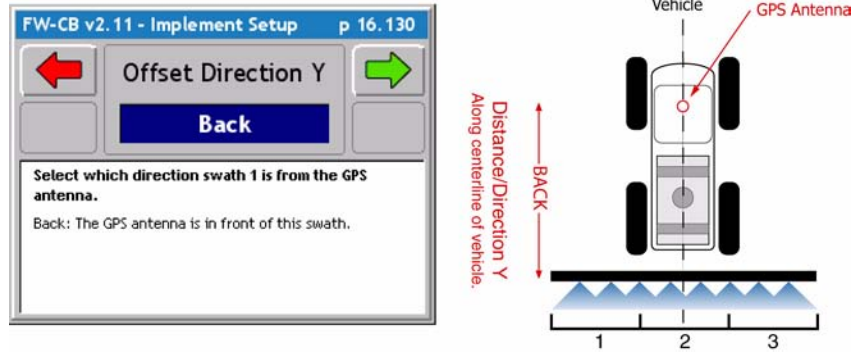 FW-CB v2.11 - Implement Setup p 16.130
Offset Direction Y
Back
Select which direction swath 1 is from the GPS
antenna.
Back: The GPS antenna is in front of this swath.
Vehicle
GPS Antenna
Distance/Direction Y
Along centerline of vehicle.
BACK
1 2 3